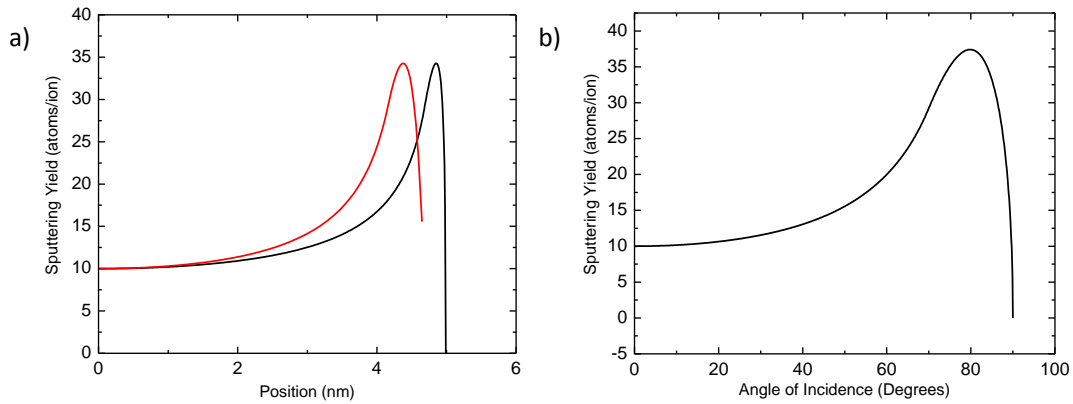 a)
40
35
30
25
20
15
10
5
0
Sputtering Yield (atoms/ion)
0 2 4 6
Position (nm)
b)
40
35
30
25
20
15
10
5
0
-5
Sputtering Yield (atoms/ion)
0 20 40 60 80 100
Angle of Incidence (Degrees)